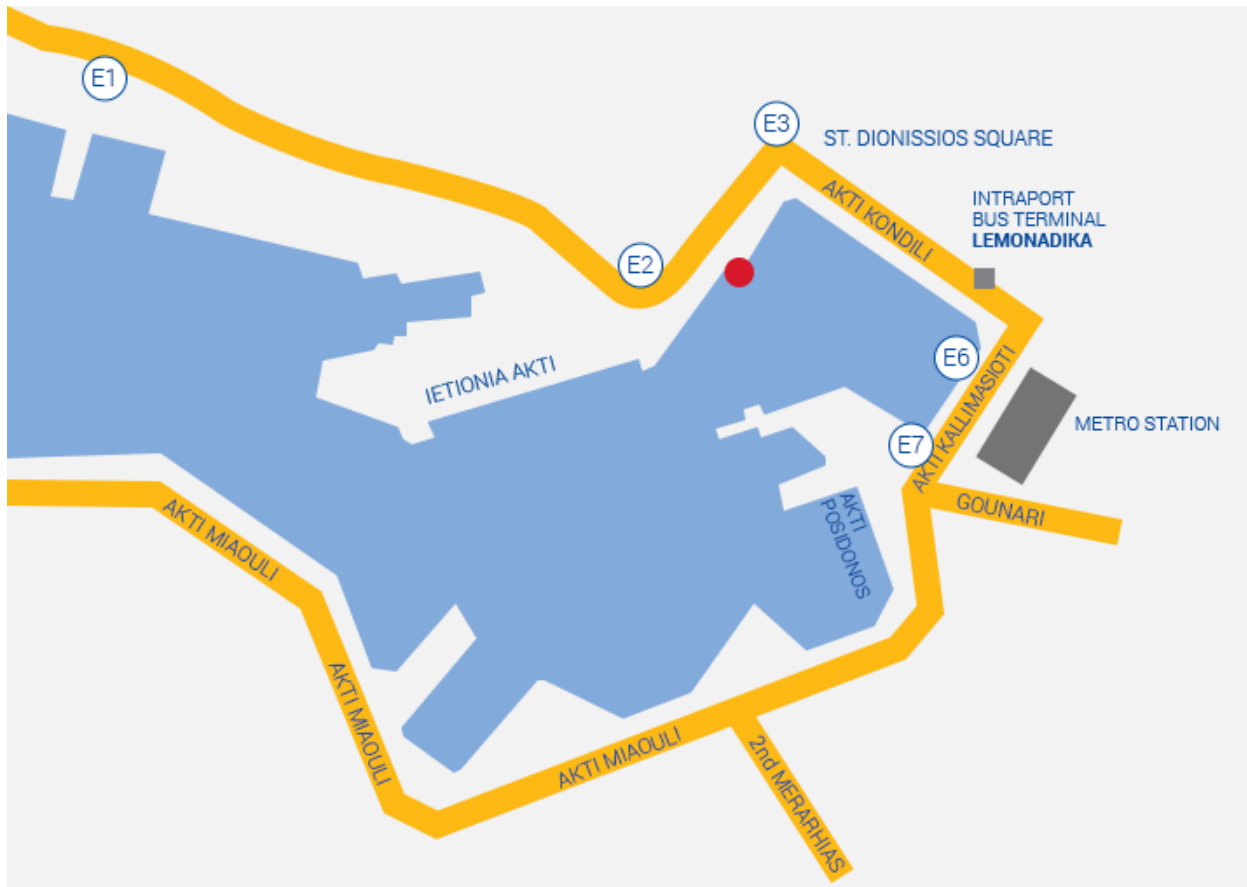 E1
E3
ST. DIONISSIOS SQUARE
AKTI KONDILI
INTRAPORT
BUS TERMINAL
LEMONADIKA
E2
E6
IETIONIA AKTI
AKTI KALLIMASIOTI
METRO STATION
E7
AKTI
POSIDONOS
GOUNARI
AKTI MIAOULI
AKTI MIAOULI
AKTI MIAOULI
2nd MERARHIAS